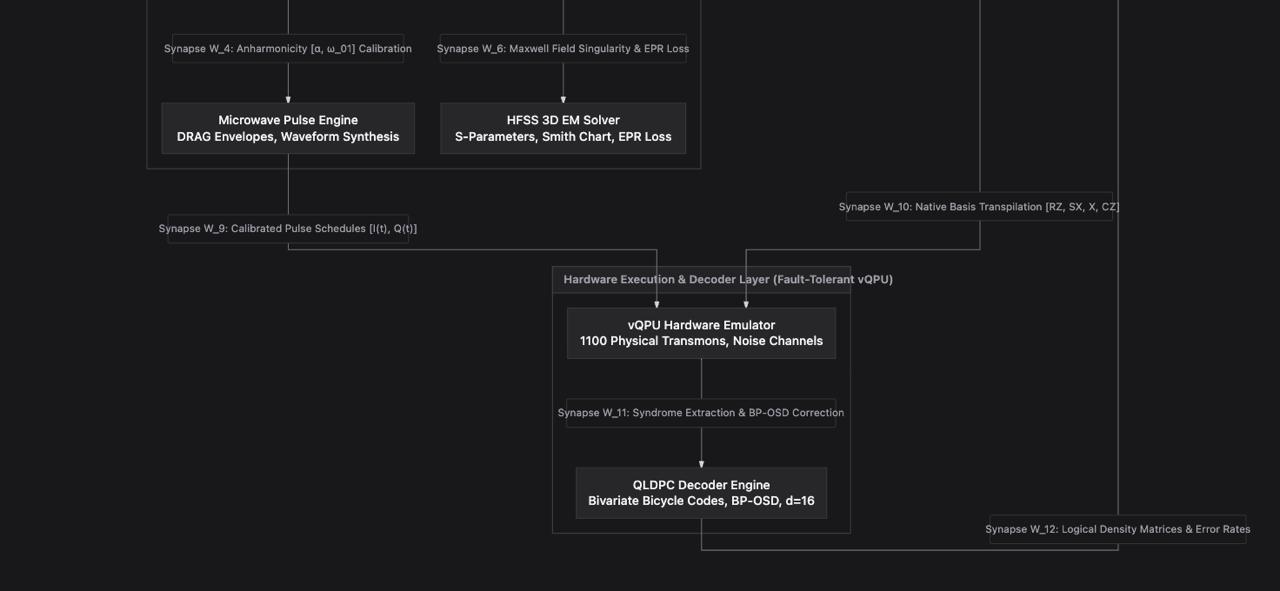 Synapse W_4: Anharmonicity [α, ω_01] Calibration
Synapse W_6: Maxwell Field Singularity & EPR Loss
Microwave Pulse Engine
DRAG Envelopes, Waveform Synthesis
HFSS 3D EM Solver
S-Parameters, Smith Chart, EPR Loss
Synapse W_10: Native Basis Transpilation [RZ, SX, X, CZ]
Synapse W_9: Calibrated Pulse Schedules [I(t), Q(t)]
Hardware Execution & Decoder Layer (Fault-Tolerant vQPU)
vQPU Hardware Emulator
1100 Physical Transmons, Noise Channels
Synapse W_11: Syndrome Extraction & BP-OSD Correction
QLDPC Decoder Engine
Bivariate Bicycle Codes, BP-OSD, d=16
Synapse W_12: Logical Density Matrices & Error Rates